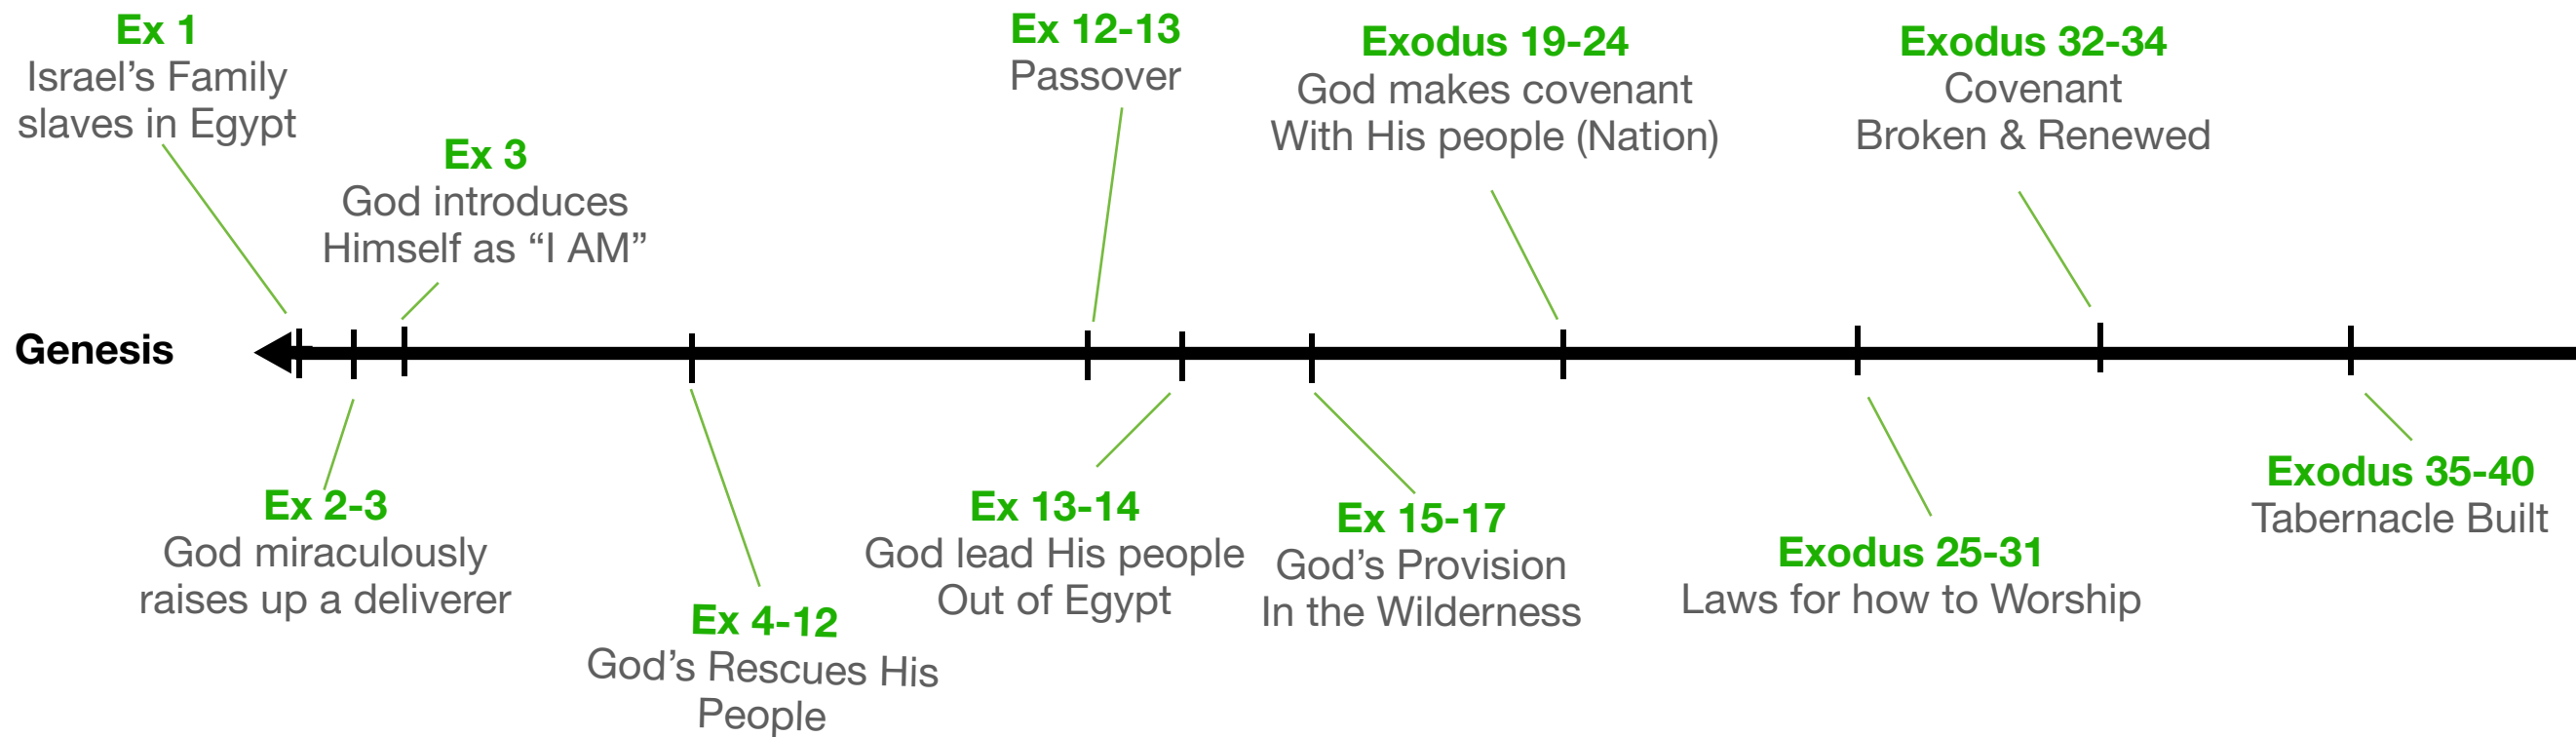 Ex 1
Israel’s Family
slaves in Egypt
Ex 3
God introduces
Himself as “I AM”
Ex 12-13
Passover
Exodus 19-24
God makes covenant
With His people (Nation)
Exodus 32-34
Covenant
Broken & Renewed
Genesis
Ex 2-3
God miraculously
raises up a deliverer
Ex 4-12
God’s Rescues His
People
Ex 13-14
God lead His people
Out of Egypt
Ex 15-17
God’s Provision
In the Wilderness
Exodus 25-31
Laws for how to Worship
Exodus 35-40
Tabernacle Built